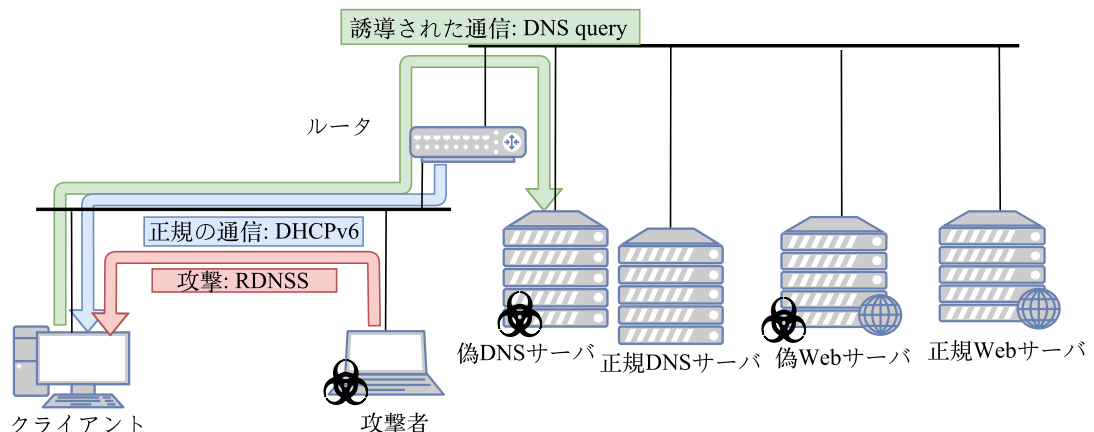 誘導された通信: DNS query
ルータ
正規の通信: DHCPv6
攻撃: RDNSS
偽DNSサーバ
正規DNSサーバ
偽Webサーバ
正規Webサーバ
クライアント
攻撃者